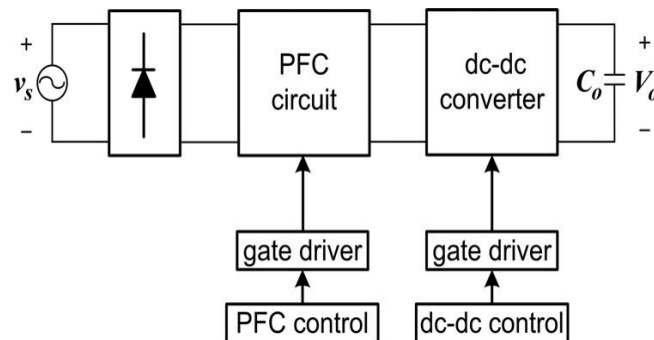 +
v_s
−
PFC
circuit
dc-dc
converter
C_o
+
V_o
−
gate driver
gate driver
PFC control
dc-dc control